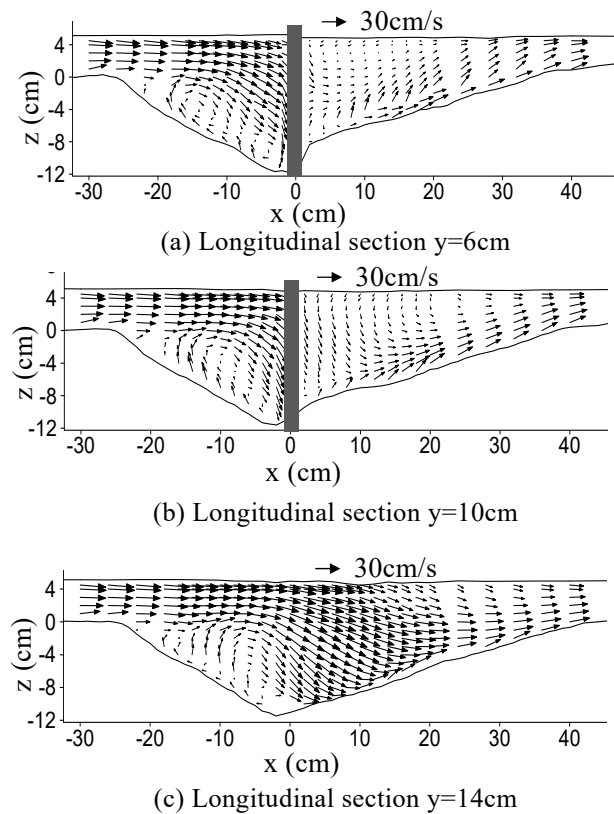 30cm/s
4
0
-4
-8
-12
z (cm)
-30 -20 -10 0 10 20 30 40
x (cm)
(a) Longitudinal section y=6cm
30cm/s
4
0
-4
-8
-12
z (cm)
-30 -20 -10 0 10 20 30 40
x (cm)
(b) Longitudinal section y=10cm
30cm/s
4
0
-4
-8
-12
z (cm)
-30 -20 -10 0 10 20 30 40
x (cm)
(c) Longitudinal section y=14cm